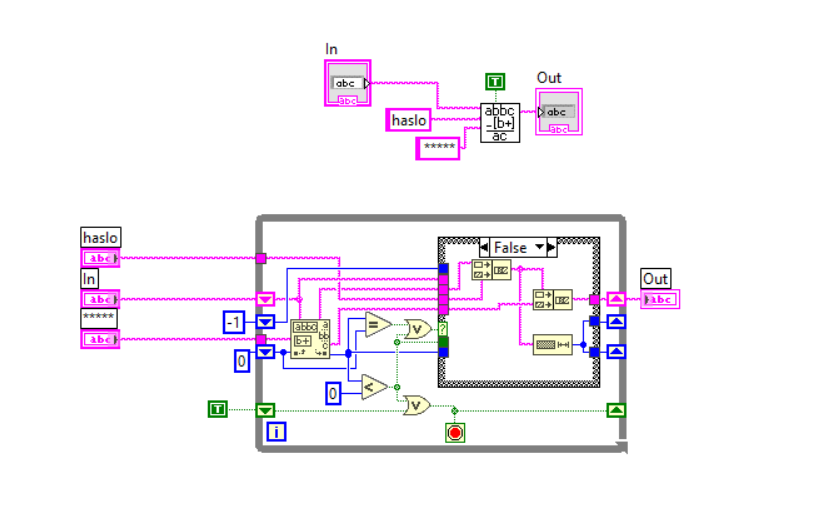 In
abc
abc
T
Out
abc
abc
haslo
abbc
-[b+]
ac
*****
haslo
abc
In
abc
*****
abc
-1
0
abbc
b+
=
v
?
<
0
v
T
i
False
Out
abc